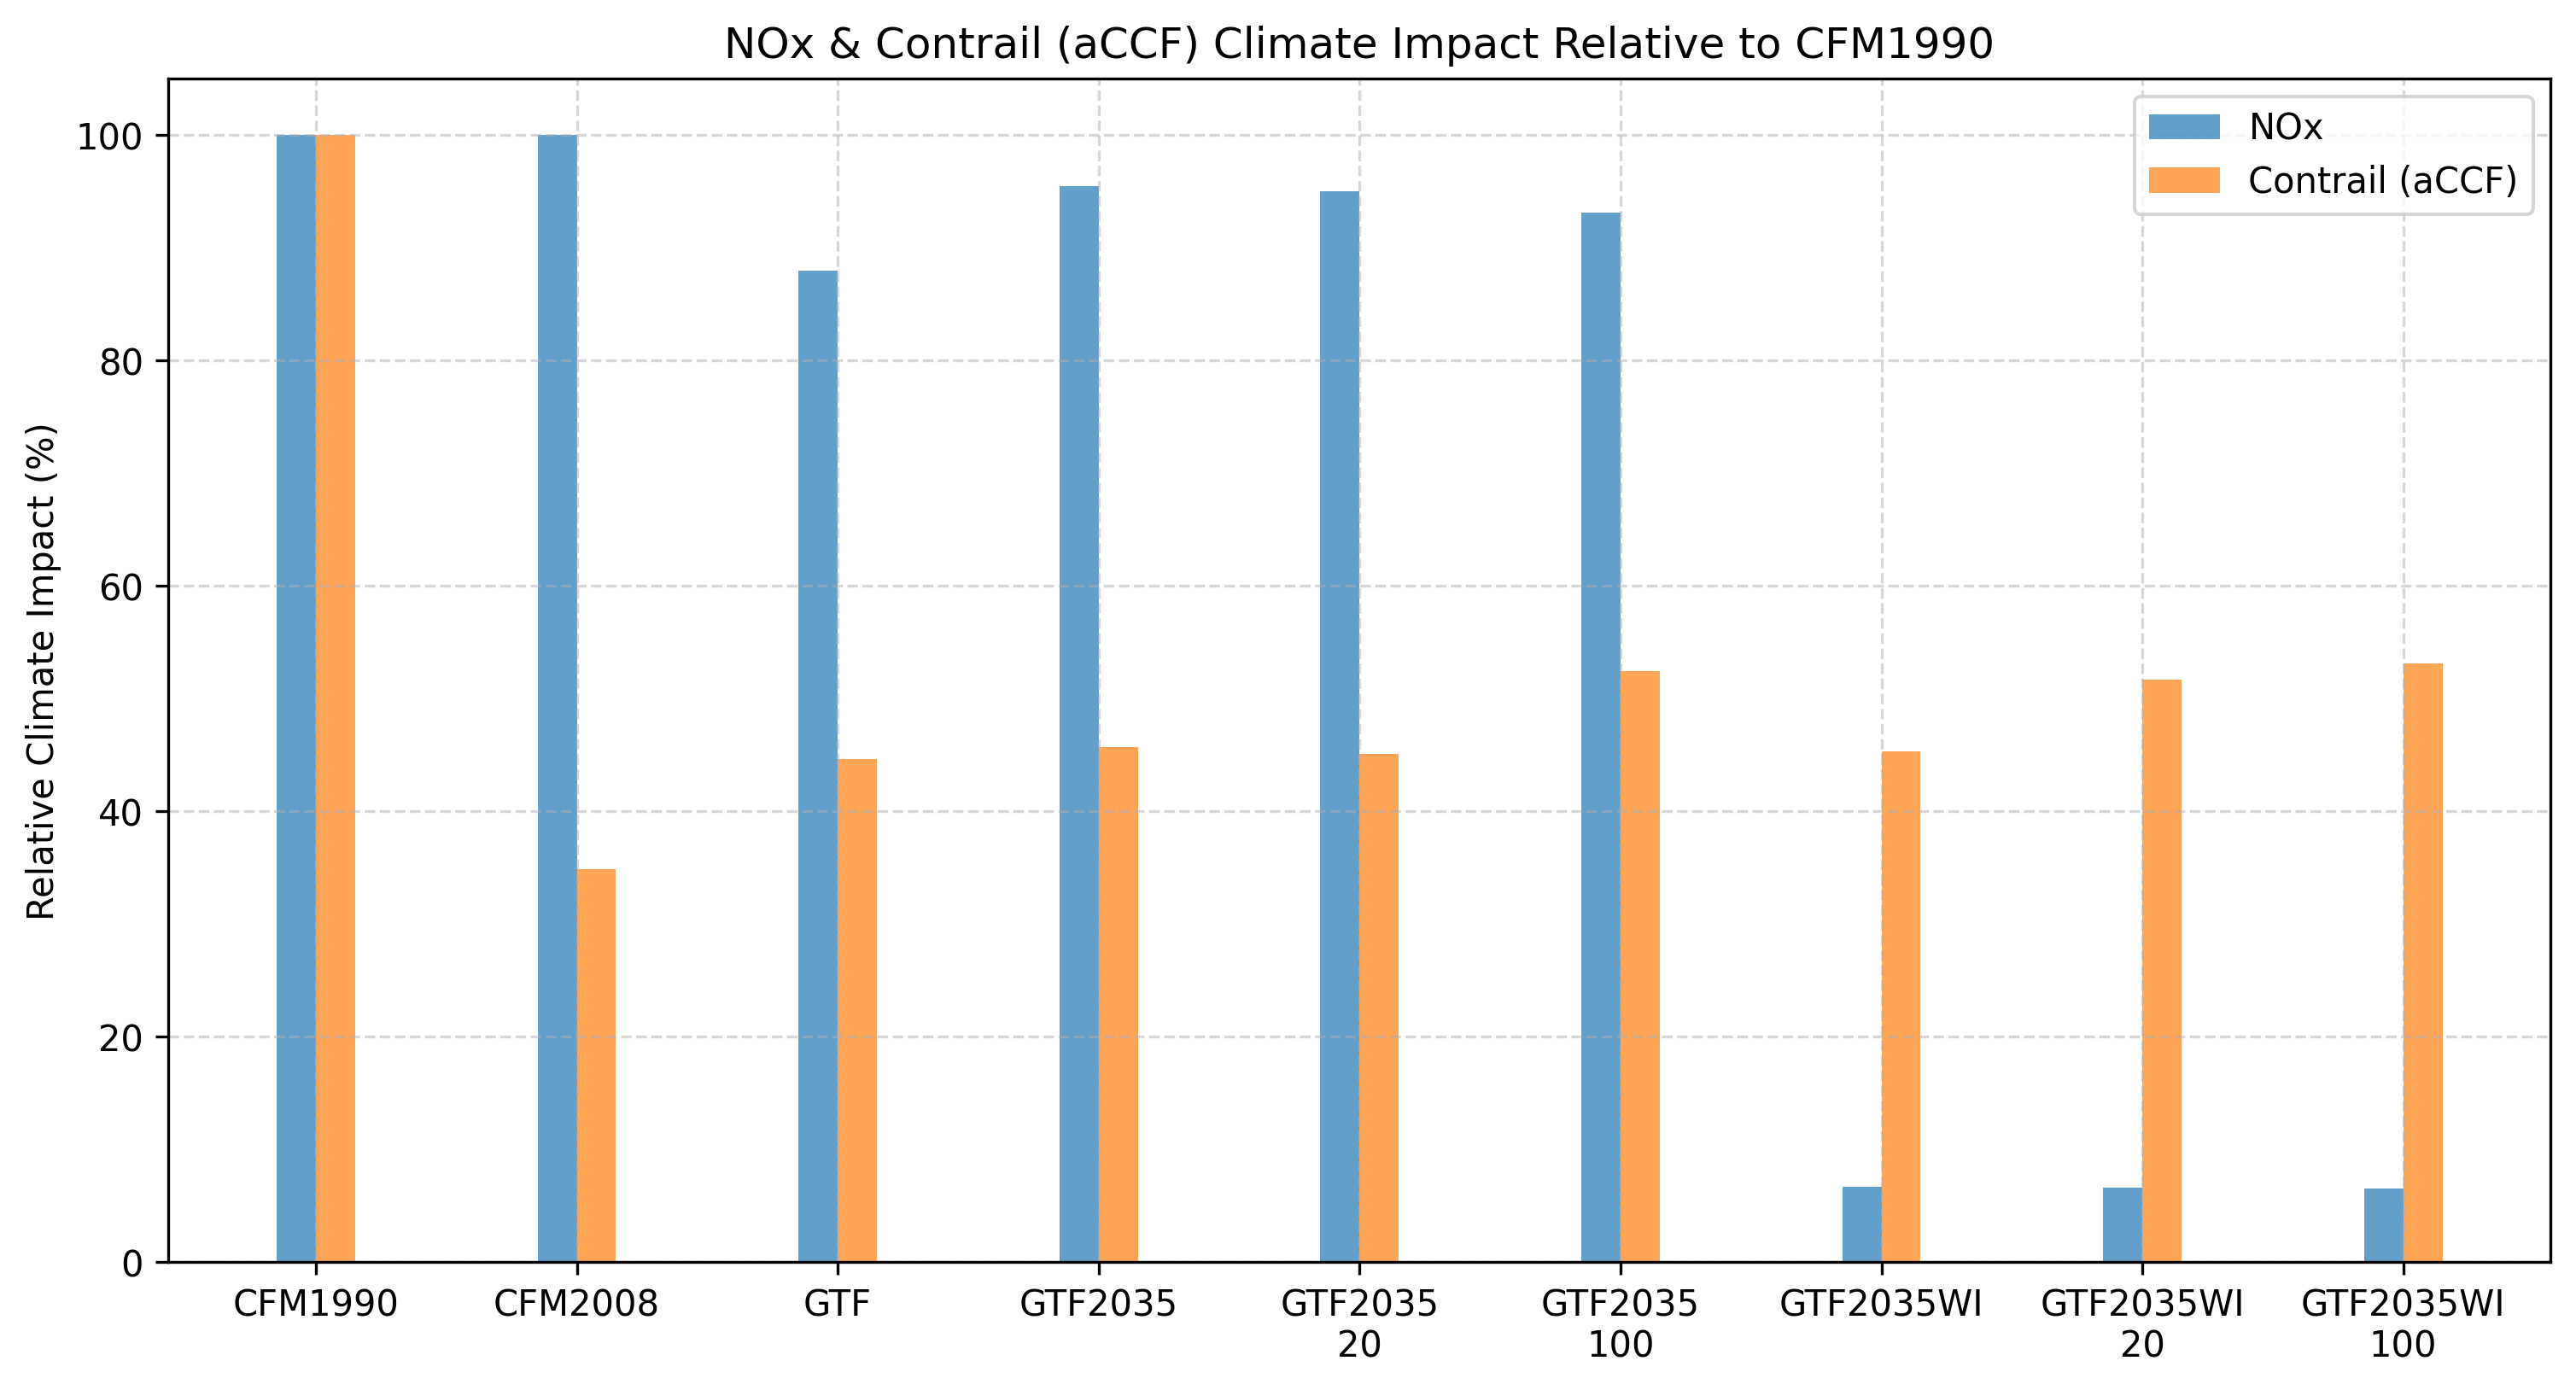 NOx & Contrail (aCCF) Climate Impact Relative to CFM1990
Relative Climate Impact (%)
100
80
60
40
20
0
NOx
Contrail (aCCF)
CFM1990
CFM2008
GTF
GTF2035
GTF2035
20
GTF2035
100
GTF2035WI
GTF2035WI
20
GTF2035WI
100